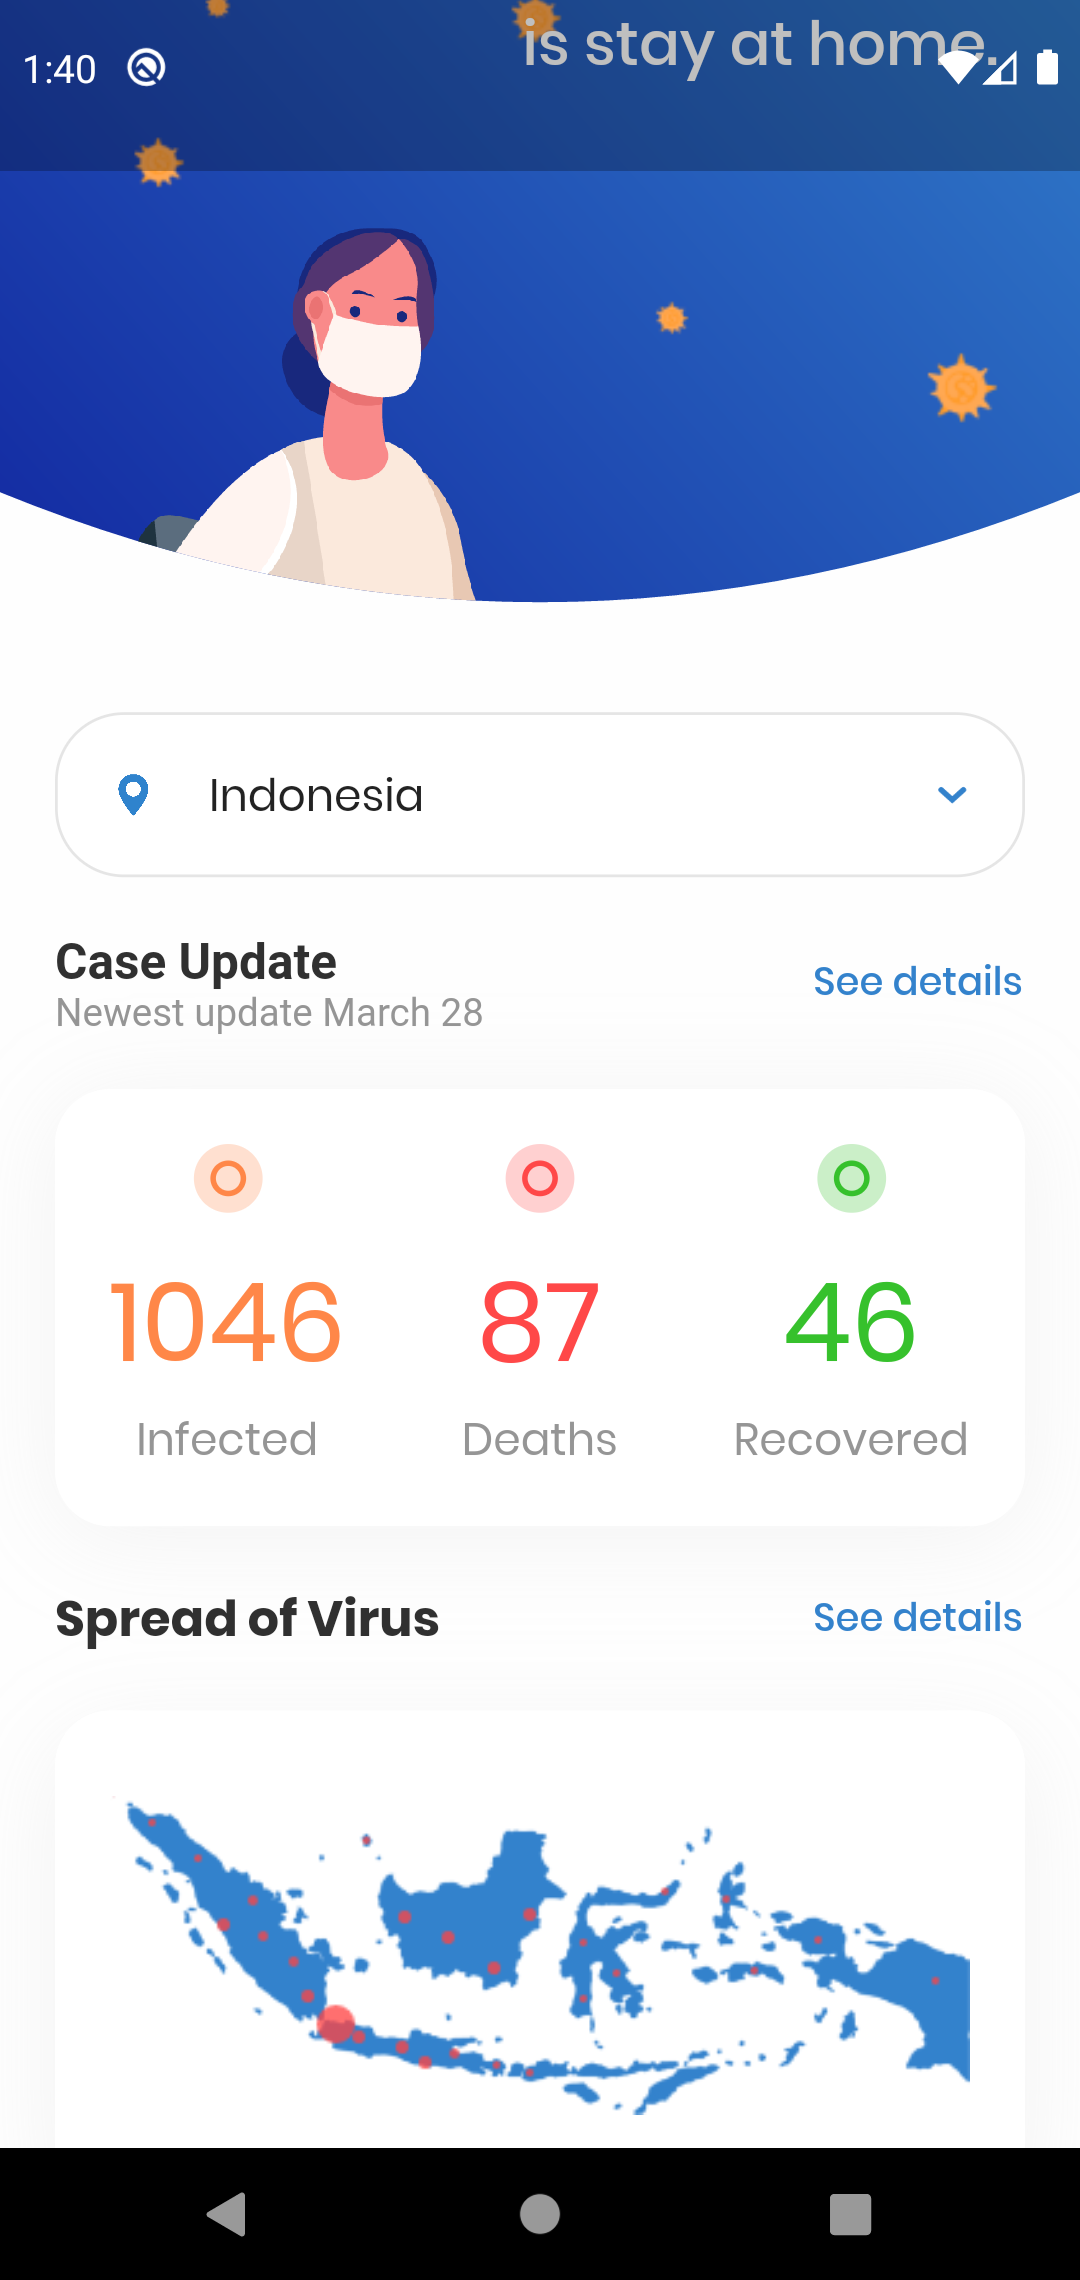 is stay at home.
1:40
Indonesia
Case Update
See details
Newest update March 28
1046
87
46
Infected
Deaths
Recovered
Spread of Virus
See details